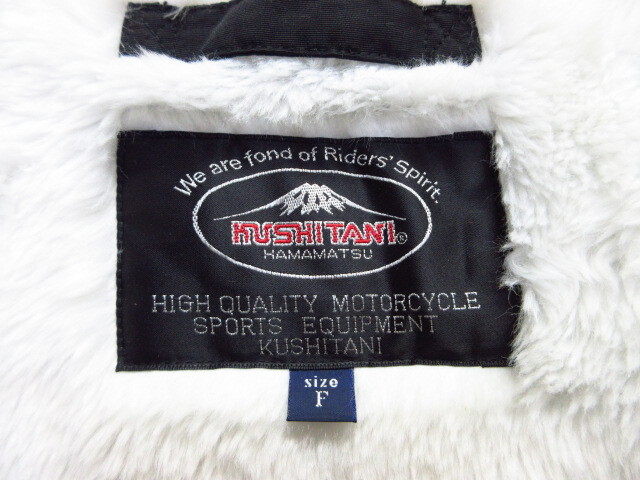 We are fond of Riders' Spirit.
KUSHITANI®
HAMAMATSU
HIGH QUALITY MOTORCYCLE
SPORTS EQUIPMENT
KUSHITANI
size
F